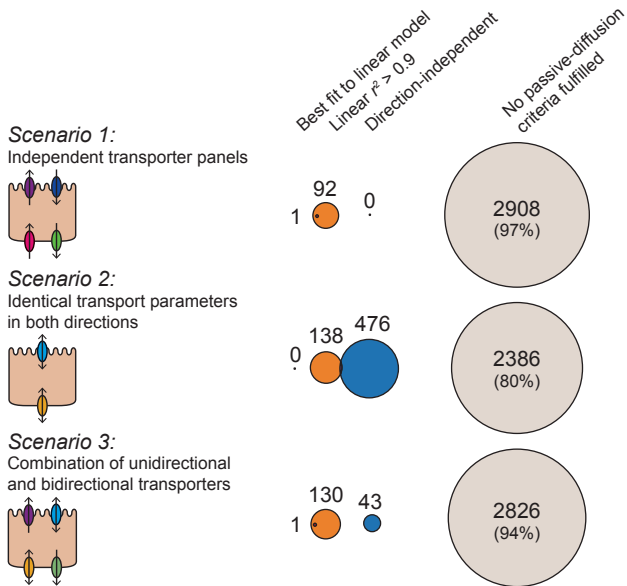 Best fit to linear model
Linear r² > 0.9
Direction-independent
No passive-diffusion
criteria fulfilled
Scenario 1:
Independent transporter panels
1
92
0
2908
(97%)
Scenario 2:
Identical transport parameters
in both directions
0
138
476
2386
(80%)
Scenario 3:
Combination of unidirectional
and bidirectional transporters
1
130
43
2826
(94%)